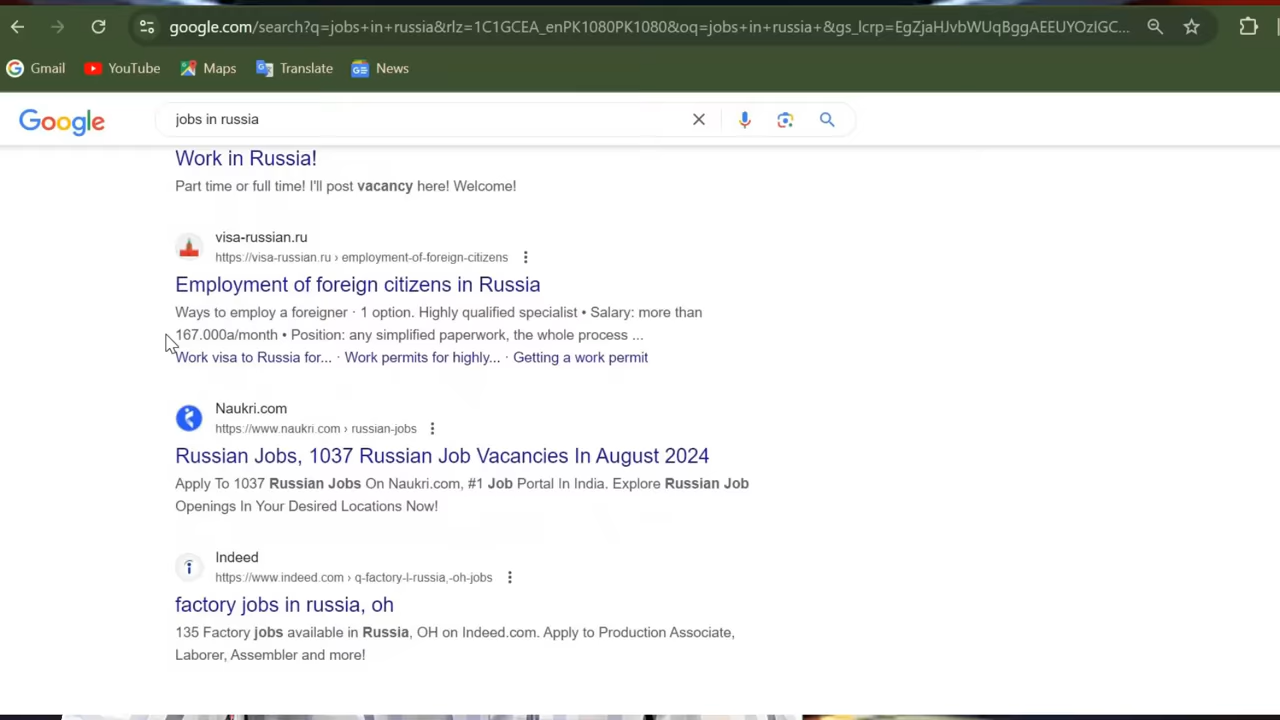 google.com/search?q=jobs+in+russia&rlz=1C1GCEA_enPK1080PK1080&oq=jobs+in+russia+&gs_lcrp=EgZjaHJvbWUqBggAEEUYOzIGC...
Gmail YouTube Maps Translate News
Google jobs in russia
Work in Russia!
Part time or full time! I'll post vacancy here! Welcome!
visa-russian.ru
https://visa-russian.ru › employment-of-foreign-citizens
Employment of foreign citizens in Russia
Ways to employ a foreigner · 1 option. Highly qualified specialist • Salary: more than
167.000a/month • Position: any simplified paperwork, the whole process ...
Work visa to Russia for... · Work permits for highly... · Getting a work permit
Naukri.com
https://www.naukri.com › russian-jobs
Russian Jobs, 1037 Russian Job Vacancies In August 2024
Apply To 1037 Russian Jobs On Naukri.com, #1 Job Portal In India. Explore Russian Job
Openings In Your Desired Locations Now!
Indeed
https://www.indeed.com › q-factory-l-russia,-oh-jobs
factory jobs in russia, oh
135 Factory jobs available in Russia, OH on Indeed.com. Apply to Production Associate,
Laborer, Assembler and more!